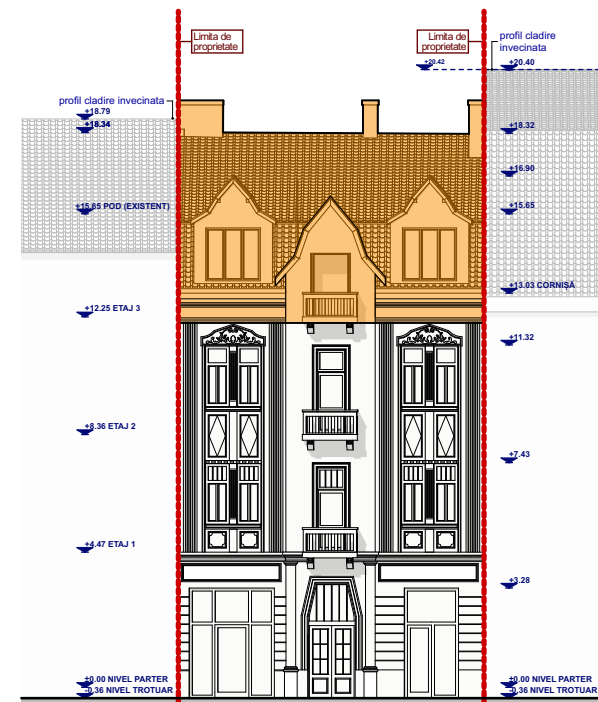 Limita de
proprietate
Limita de
proprietate
profil cladire
invecinata
+20.42
+20.40
profil cladire invecinata
+18.79
+18.34
+18.32
+16.90
+15.65 POD (EXISTENT)
+15.65
+13.03 CORNIȘĂ
+12.25 ETAJ 3
+11.32
+8.36 ETAJ 2
+7.43
+4.47 ETAJ 1
+3.28
±0.00 NIVEL PARTER
-0,36 NIVEL TROTUAR
±0.00 NIVEL PARTER
-0,36 NIVEL TROTUAR